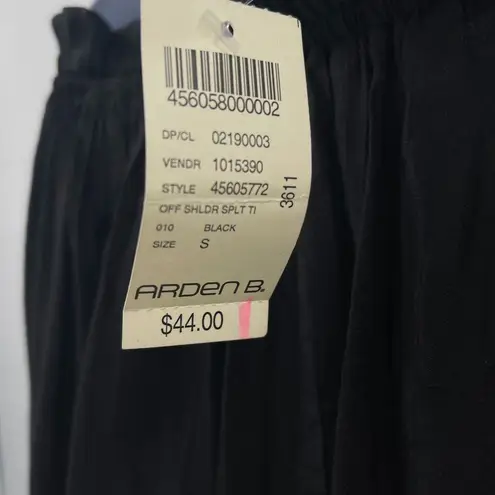 456058000002
DP/CL 02190003
VENDR 1015390
STYLE 45605772
3611
OFF SHLDR SPLT TI
010 BLACK
SIZE S
ARDEN B.
$44.00